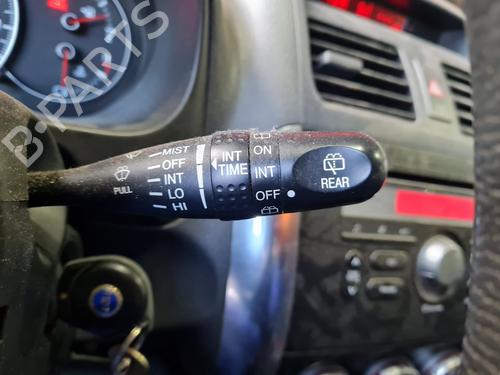 MIST
OFF
INT
LO
HI
PULL
INT
TIME
ON
INT
OFF
REAR
B-PARTS